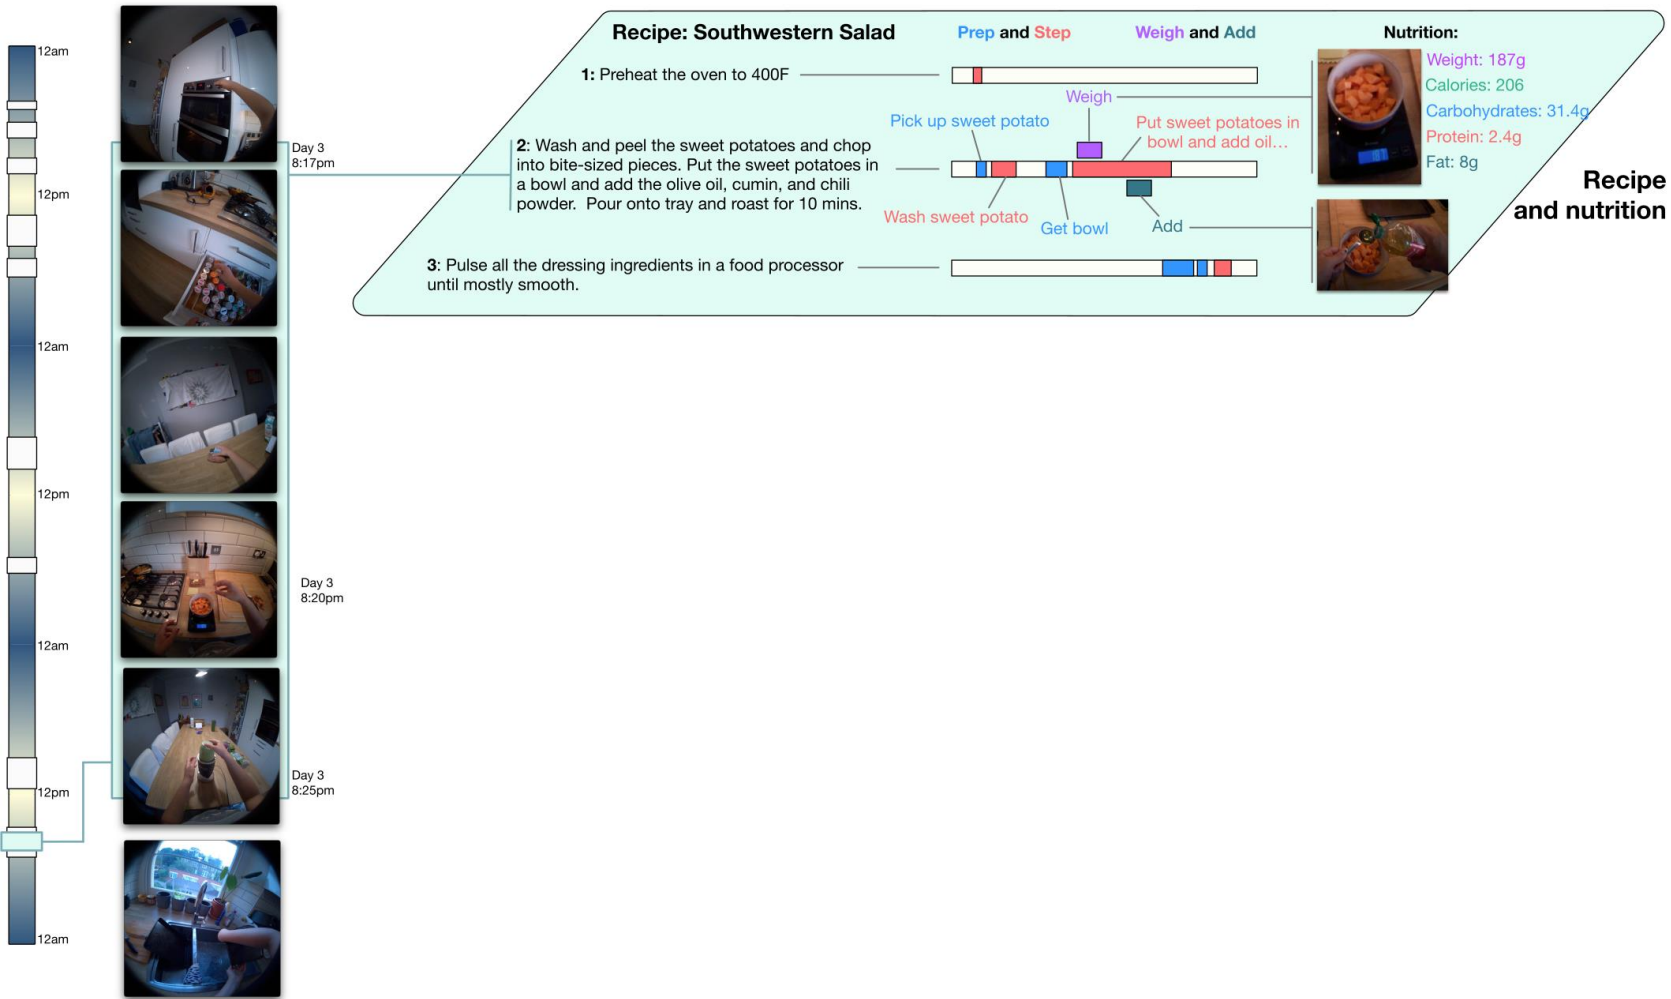 12am
12pm
12am
12pm
12am
12pm
12am
Day 3
8:17pm
Day 3
8:20pm
Day 3
8:25pm
Recipe: Southwestern Salad
Prep and Step
Weigh and Add
Nutrition:
1: Preheat the oven to 400F
2: Wash and peel the sweet potatoes and chop
into bite-sized pieces. Put the sweet potatoes in
a bowl and add the olive oil, cumin, and chili
powder. Pour onto tray and roast for 10 mins.
3: Pulse all the dressing ingredients in a food processor
until mostly smooth.
Weigh
Pick up sweet potato
Put sweet potatoes in
bowl and add oil…
Wash sweet potato
Get bowl
Add
Weight: 187g
Calories: 206
Carbohydrates: 31.4g
Protein: 2.4g
Fat: 8g
Recipe
and nutrition